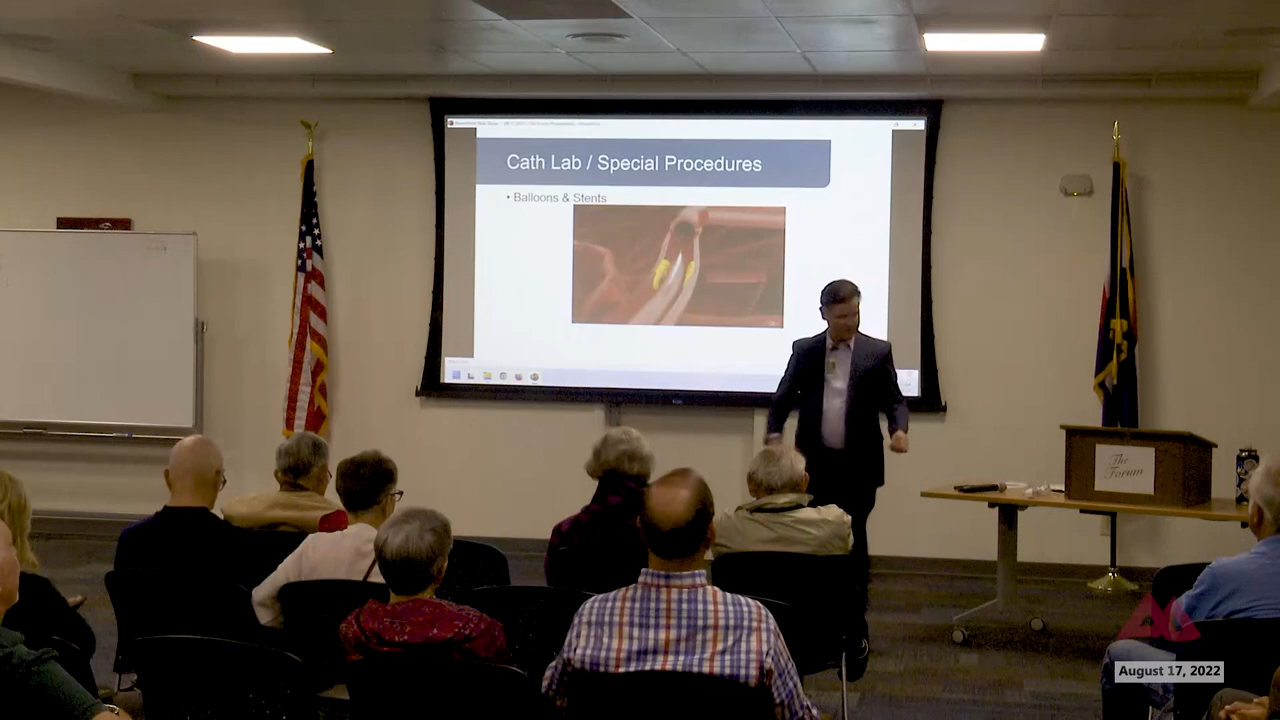 Cath Lab / Special Procedures
• Balloons & Stents
The
Forum
August 17, 2022